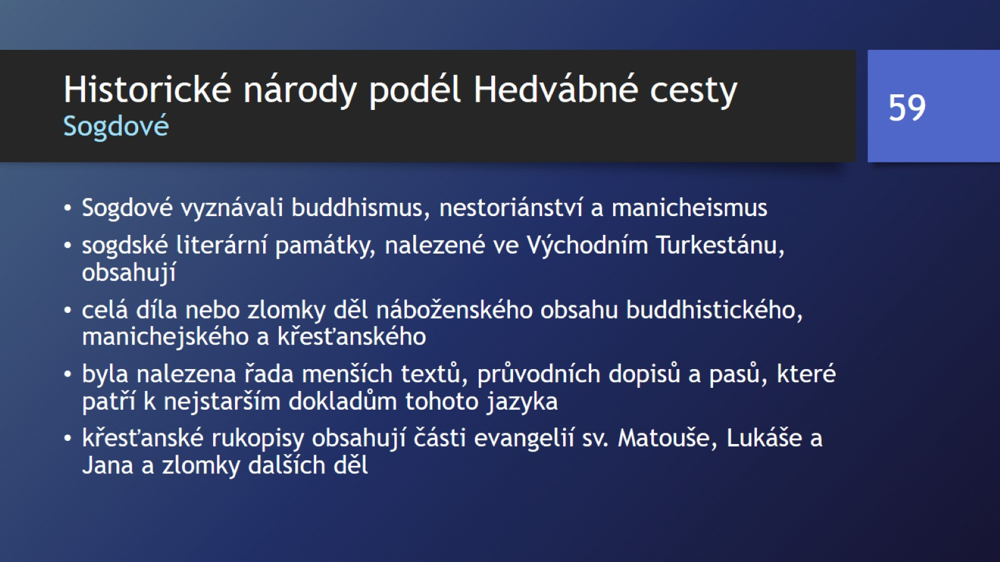 Historické národy podél Hedvábné cesty
Sogdové
59
• Sogdové vyznávali buddhismus, nestoriánství a manicheismus
• sogdské literární památky, nalezené ve Východním Turkestánu,
obsahují
• celá díla nebo zlomky děl náboženského obsahu buddhistického,
manichejského a křesťanského
• byla nalezena řada menších textů, průvodních dopisů a pasů, které
patří k nejstarším dokladům tohoto jazyka
• křesťanské rukopisy obsahují části evangelií sv. Matouše, Lukáše a
Jana a zlomky dalších děl